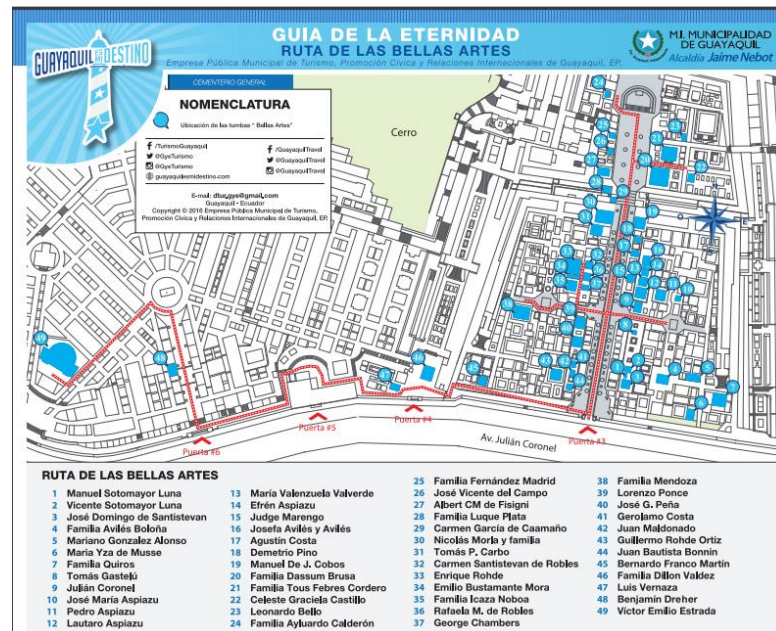 GUIA DE LA ETERNIDAD
RUTA DE LAS BELLAS ARTES
Empresa Pública Municipal de Turismo, Promoción Cívica y Relaciones Internacionales de Guayaquil, EP.
GUAYAQUIL ES MI DESTINO
M.I. MUNICIPALIDAD
DE GUAYAQUIL
Alcaldía Jaime Nebot
CEMENTERIO GENERAL
NOMENCLATURA
Ubicación de las tumbas " Bellas Artes"
/TurismoGuayaquil
@GyeTurismo
@GyeTurismo
guayaquilesmidestino.com
/GuayaquilTravel
@GuayaquilTravel
@GuayaquilTravel
E-mail: dtur.gye@gmail.com
Guayaquil - Ecuador
Copyright © 2016 Empresa Pública Municipal de Turismo,
Promoción Cívica y Relaciones Internacionales de Guayaquil, EP.
Cerro
Puerta #6
Puerta #5
Puerta #4
Puerta #3
Av. Julián Coronel
RUTA DE LAS BELLAS ARTES
1 Manuel Sotomayor Luna
2 Vicente Sotomayor Luna
3 José Domingo de Santistevan
4 Familia Avilés Boloña
5 Mariano Gonzalez Alonso
6 Maria Yza de Musse
7 Familia Quiros
8 Tomás Gastelú
9 Julián Coronel
10 José María Aspiazu
11 Pedro Aspiazu
12 Lautaro Aspiazu
13 María Valenzuela Valverde
14 Efrén Aspiazu
15 Judge Marengo
16 Josefa Avilés y Avilés
17 Agustín Costa
18 Demetrio Pino
19 Manuel De J. Cobos
20 Familia Dassum Brusa
21 Familia Tous Febres Cordero
22 Celeste Graciela Castillo
23 Leonardo Bello
24 Familia Ayluardo Calderón
25 Familia Fernández Madrid
26 José Vicente del Campo
27 Albert CM de Fisigni
28 Familia Luque Plata
29 Carmen García de Caamaño
30 Nicolás Morla y familia
31 Tomás P. Carbo
32 Carmen Santistevan de Robles
33 Enrique Rohde
34 Emilio Bustamante Mora
35 Familia Icaza Noboa
36 Rafaela M. de Robles
37 George Chambers
38 Familia Mendoza
39 Lorenzo Ponce
40 José G. Peña
41 Gerolamo Costa
42 Juan Maldonado
43 Guillermo Rohde Ortiz
44 Juan Bautista Bonnin
45 Bernardo Franco Martín
46 Familia Dillon Valdez
47 Luis Vernaza
48 Benjamín Dreher
49 Víctor Emilio Estrada